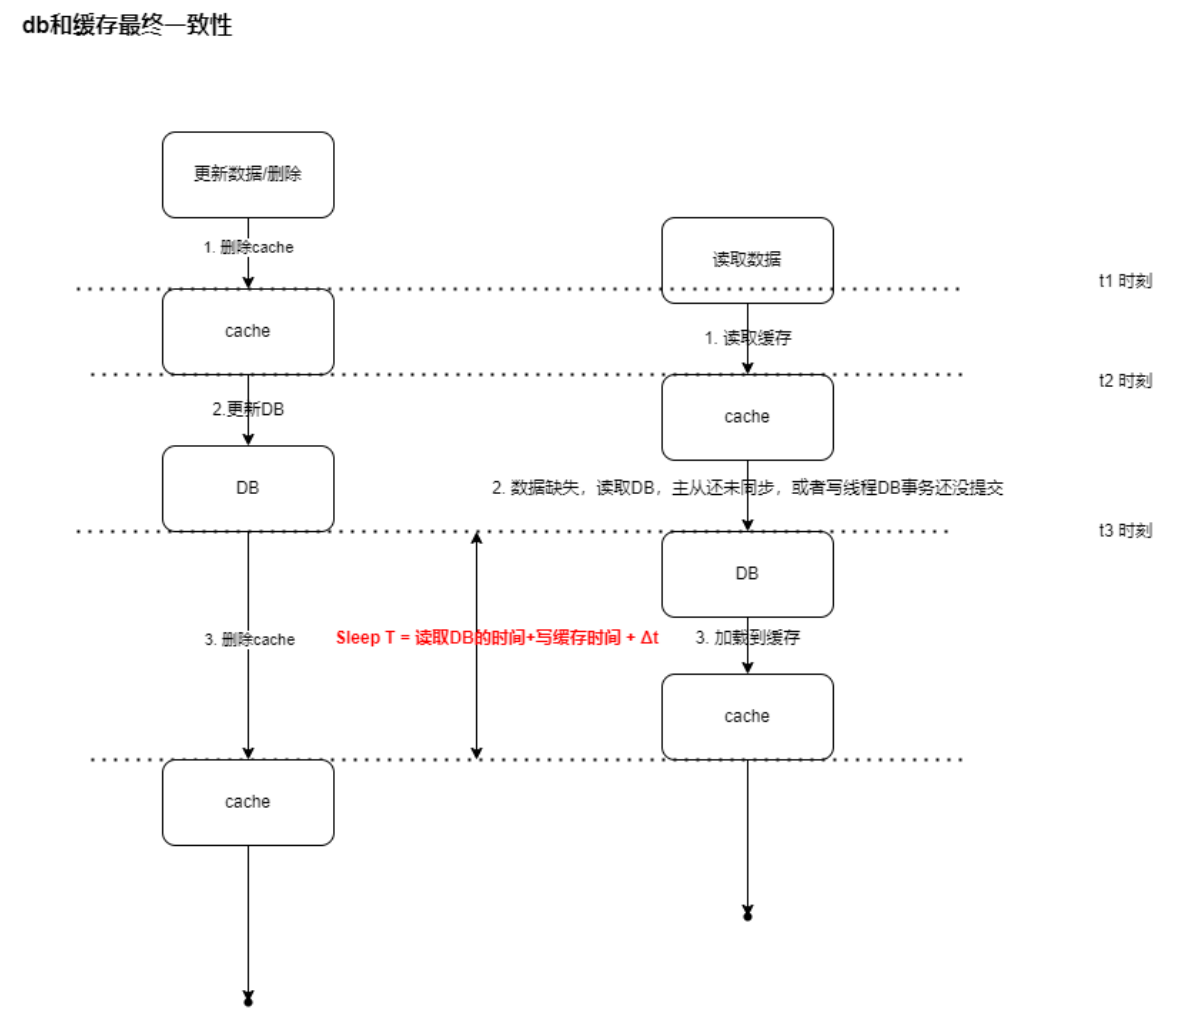 db和缓存最终一致性
更新数据/删除
1. 删除cache
读取数据
t1 时刻
cache
1. 读取缓存
t2 时刻
2.更新DB
cache
DB
2. 数据缺失，读取DB，主从还未同步，或者写线程DB事务还没提交
t3 时刻
DB
3. 删除cache
Sleep T = 读取DB的时间+写缓存时间 + Δt
3. 加载到缓存
cache
cache